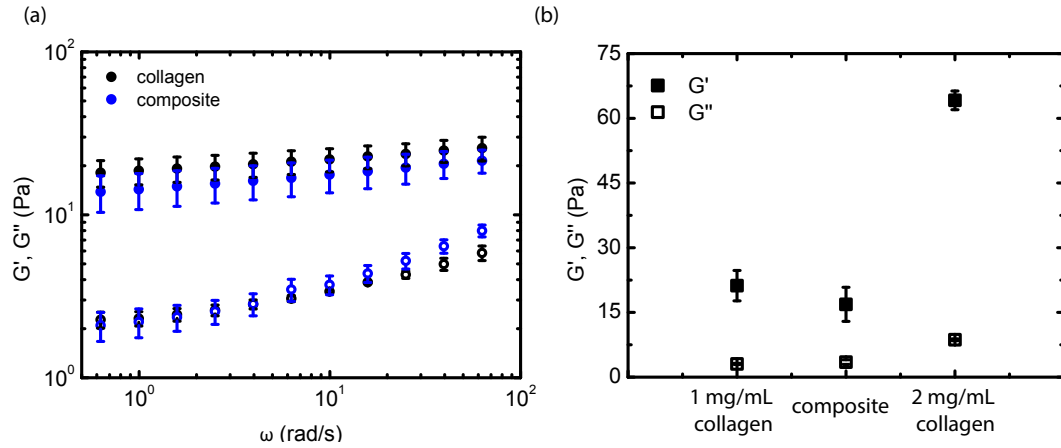 (a)
(b)
10²
10¹
10⁰
G', G" (Pa)
collagen
composite
10⁰
10¹
10²
ω (rad/s)
75
60
45
30
15
0
G', G" (Pa)
G'
G"
1 mg/mL
collagen
composite
2 mg/mL
collagen